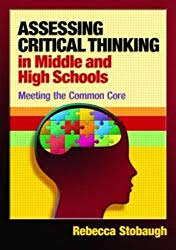 ASSESSING
CRITICAL THINKING
in Middle and
High Schools
Meeting the Common Core
Rebecca Stobaugh